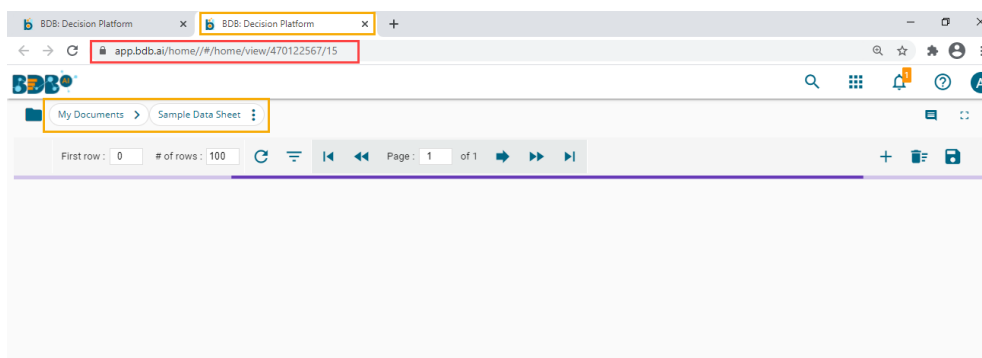 BDB: Decision Platform BDB: Decision Platform
app.bdb.ai/home//#/home/view/470122567/15
BDB AI 1 A
My Documents Sample Data Sheet
First row : 0 # of rows : 100 Page : 1 of 1